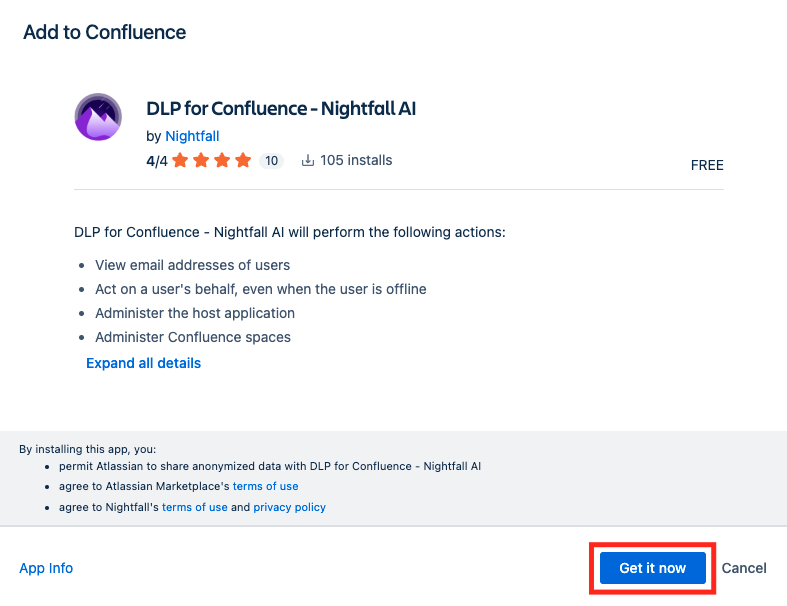 Add to Confluence
DLP for Confluence - Nightfall AI
by Nightfall
4/4 10 105 installs
FREE
DLP for Confluence - Nightfall AI will perform the following actions:
• View email addresses of users
• Act on a user's behalf, even when the user is offline
• Administer the host application
• Administer Confluence spaces
Expand all details
By installing this app, you:
• permit Atlassian to share anonymized data with DLP for Confluence - Nightfall AI
• agree to Atlassian Marketplace's terms of use
• agree to Nightfall's terms of use and privacy policy
App Info
Get it now
Cancel